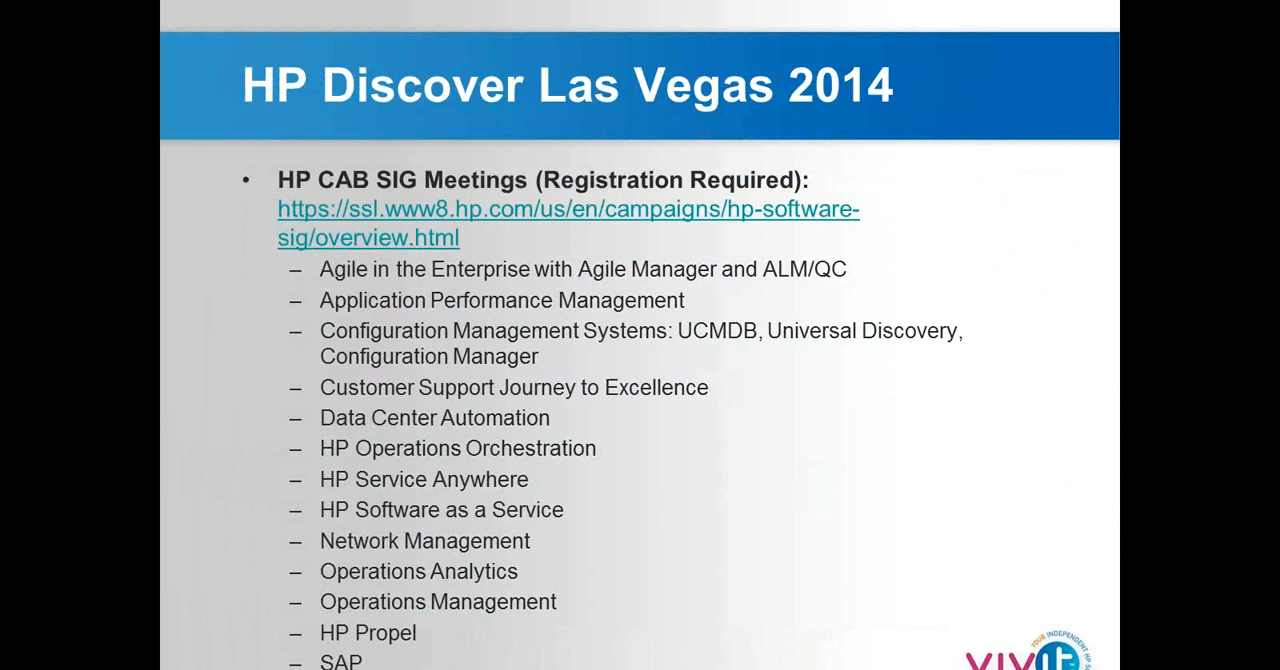 HP Discover Las Vegas 2014
• HP CAB SIG Meetings (Registration Required):
https://ssl.www8.hp.com/us/en/campaigns/hp-software-
sig/overview.html
– Agile in the Enterprise with Agile Manager and ALM/QC
– Application Performance Management
– Configuration Management Systems: UCMDB, Universal Discovery,
Configuration Manager
– Customer Support Journey to Excellence
– Data Center Automation
– HP Operations Orchestration
– HP Service Anywhere
– HP Software as a Service
– Network Management
– Operations Analytics
– Operations Management
– HP Propel
– SAP
YOUR INDEPENDENT HP